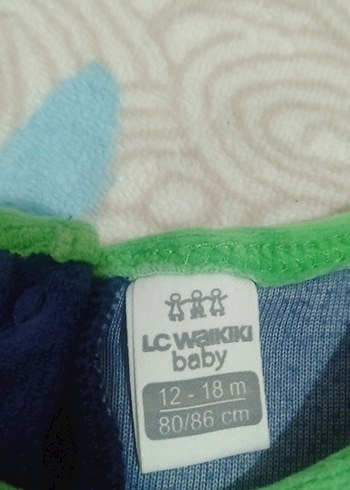 LC WAIKIKI
baby
12 - 18 m
80/86 cm